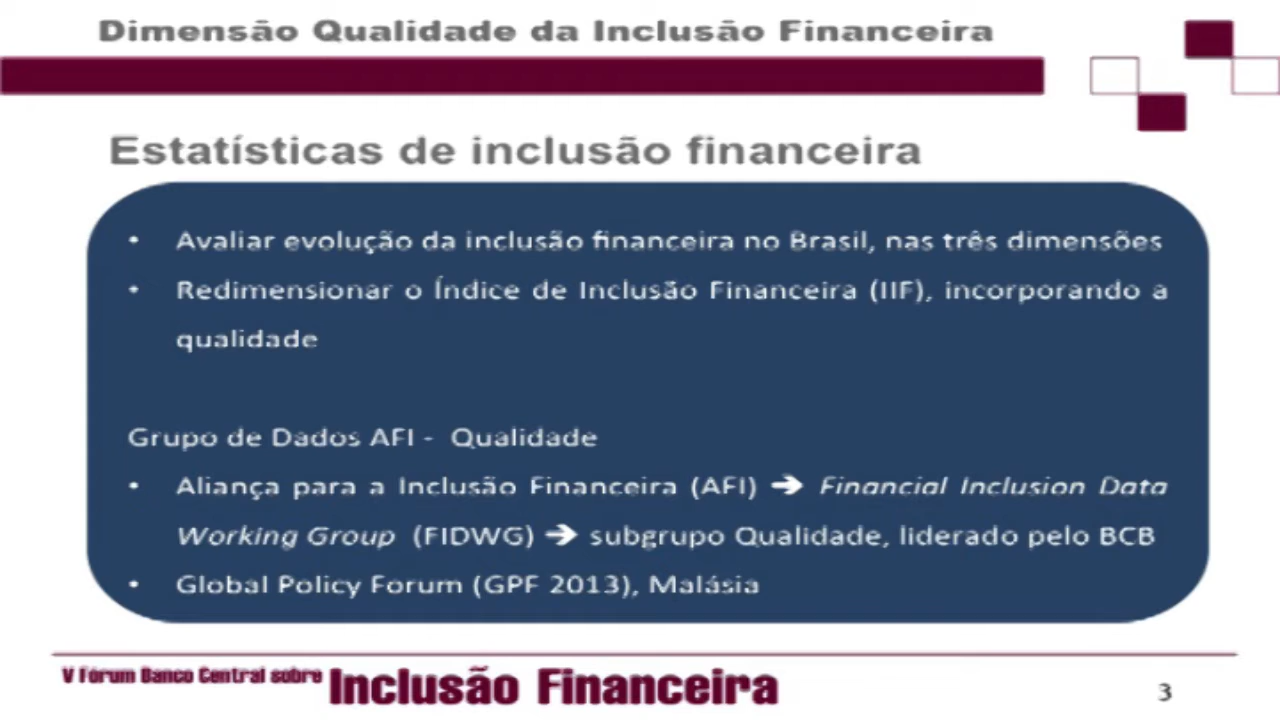 Dimensão Qualidade da Inclusão Financeira
Estatísticas de inclusão financeira
• Avaliar evolução da inclusão financeira no Brasil, nas três dimensões
• Redimensionar o Índice de Inclusão Financeira (IIF), incorporando a
qualidade
Grupo de Dados AFI - Qualidade
• Aliança para a Inclusão Financeira (AFI) ➔ Financial Inclusion Data
Working Group (FIDWG) ➔ subgrupo Qualidade, liderado pelo BCB
• Global Policy Forum (GPF 2013), Malásia
V Fórum Banco Central sobre Inclusão Financeira
3